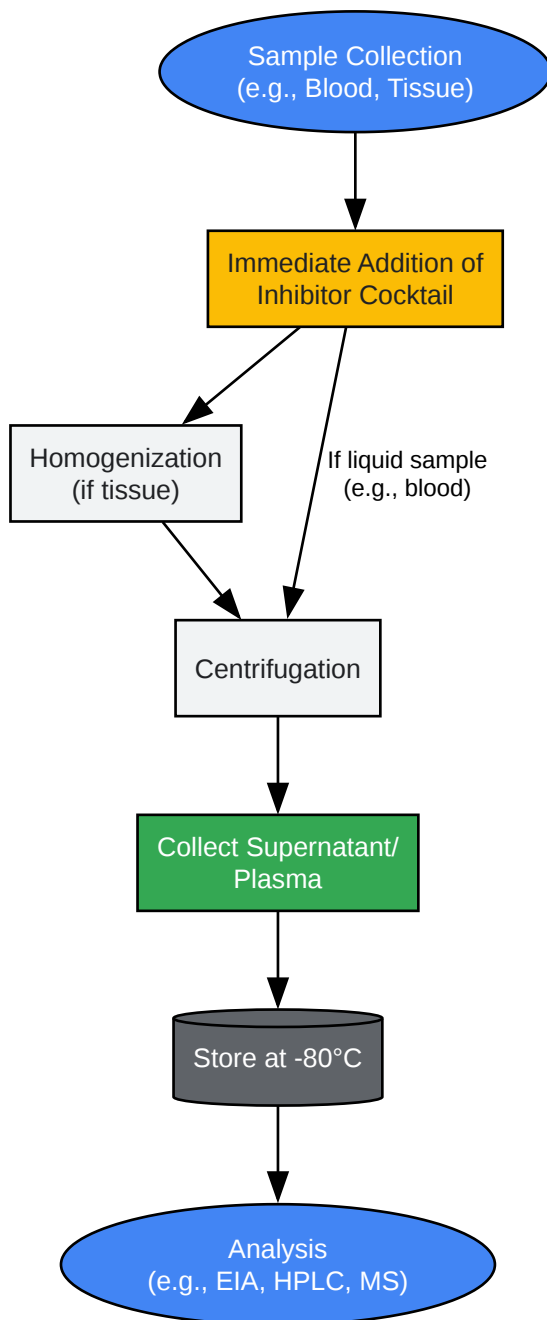 Sample Collection
(e.g., Blood, Tissue)
Immediate Addition of
Inhibitor Cocktail
Homogenization
(if tissue)
If liquid sample
(e.g., blood)
Centrifugation
Collect Supernatant/
Plasma
Store at -80°C
Analysis
(e.g., EIA, HPLC, MS)